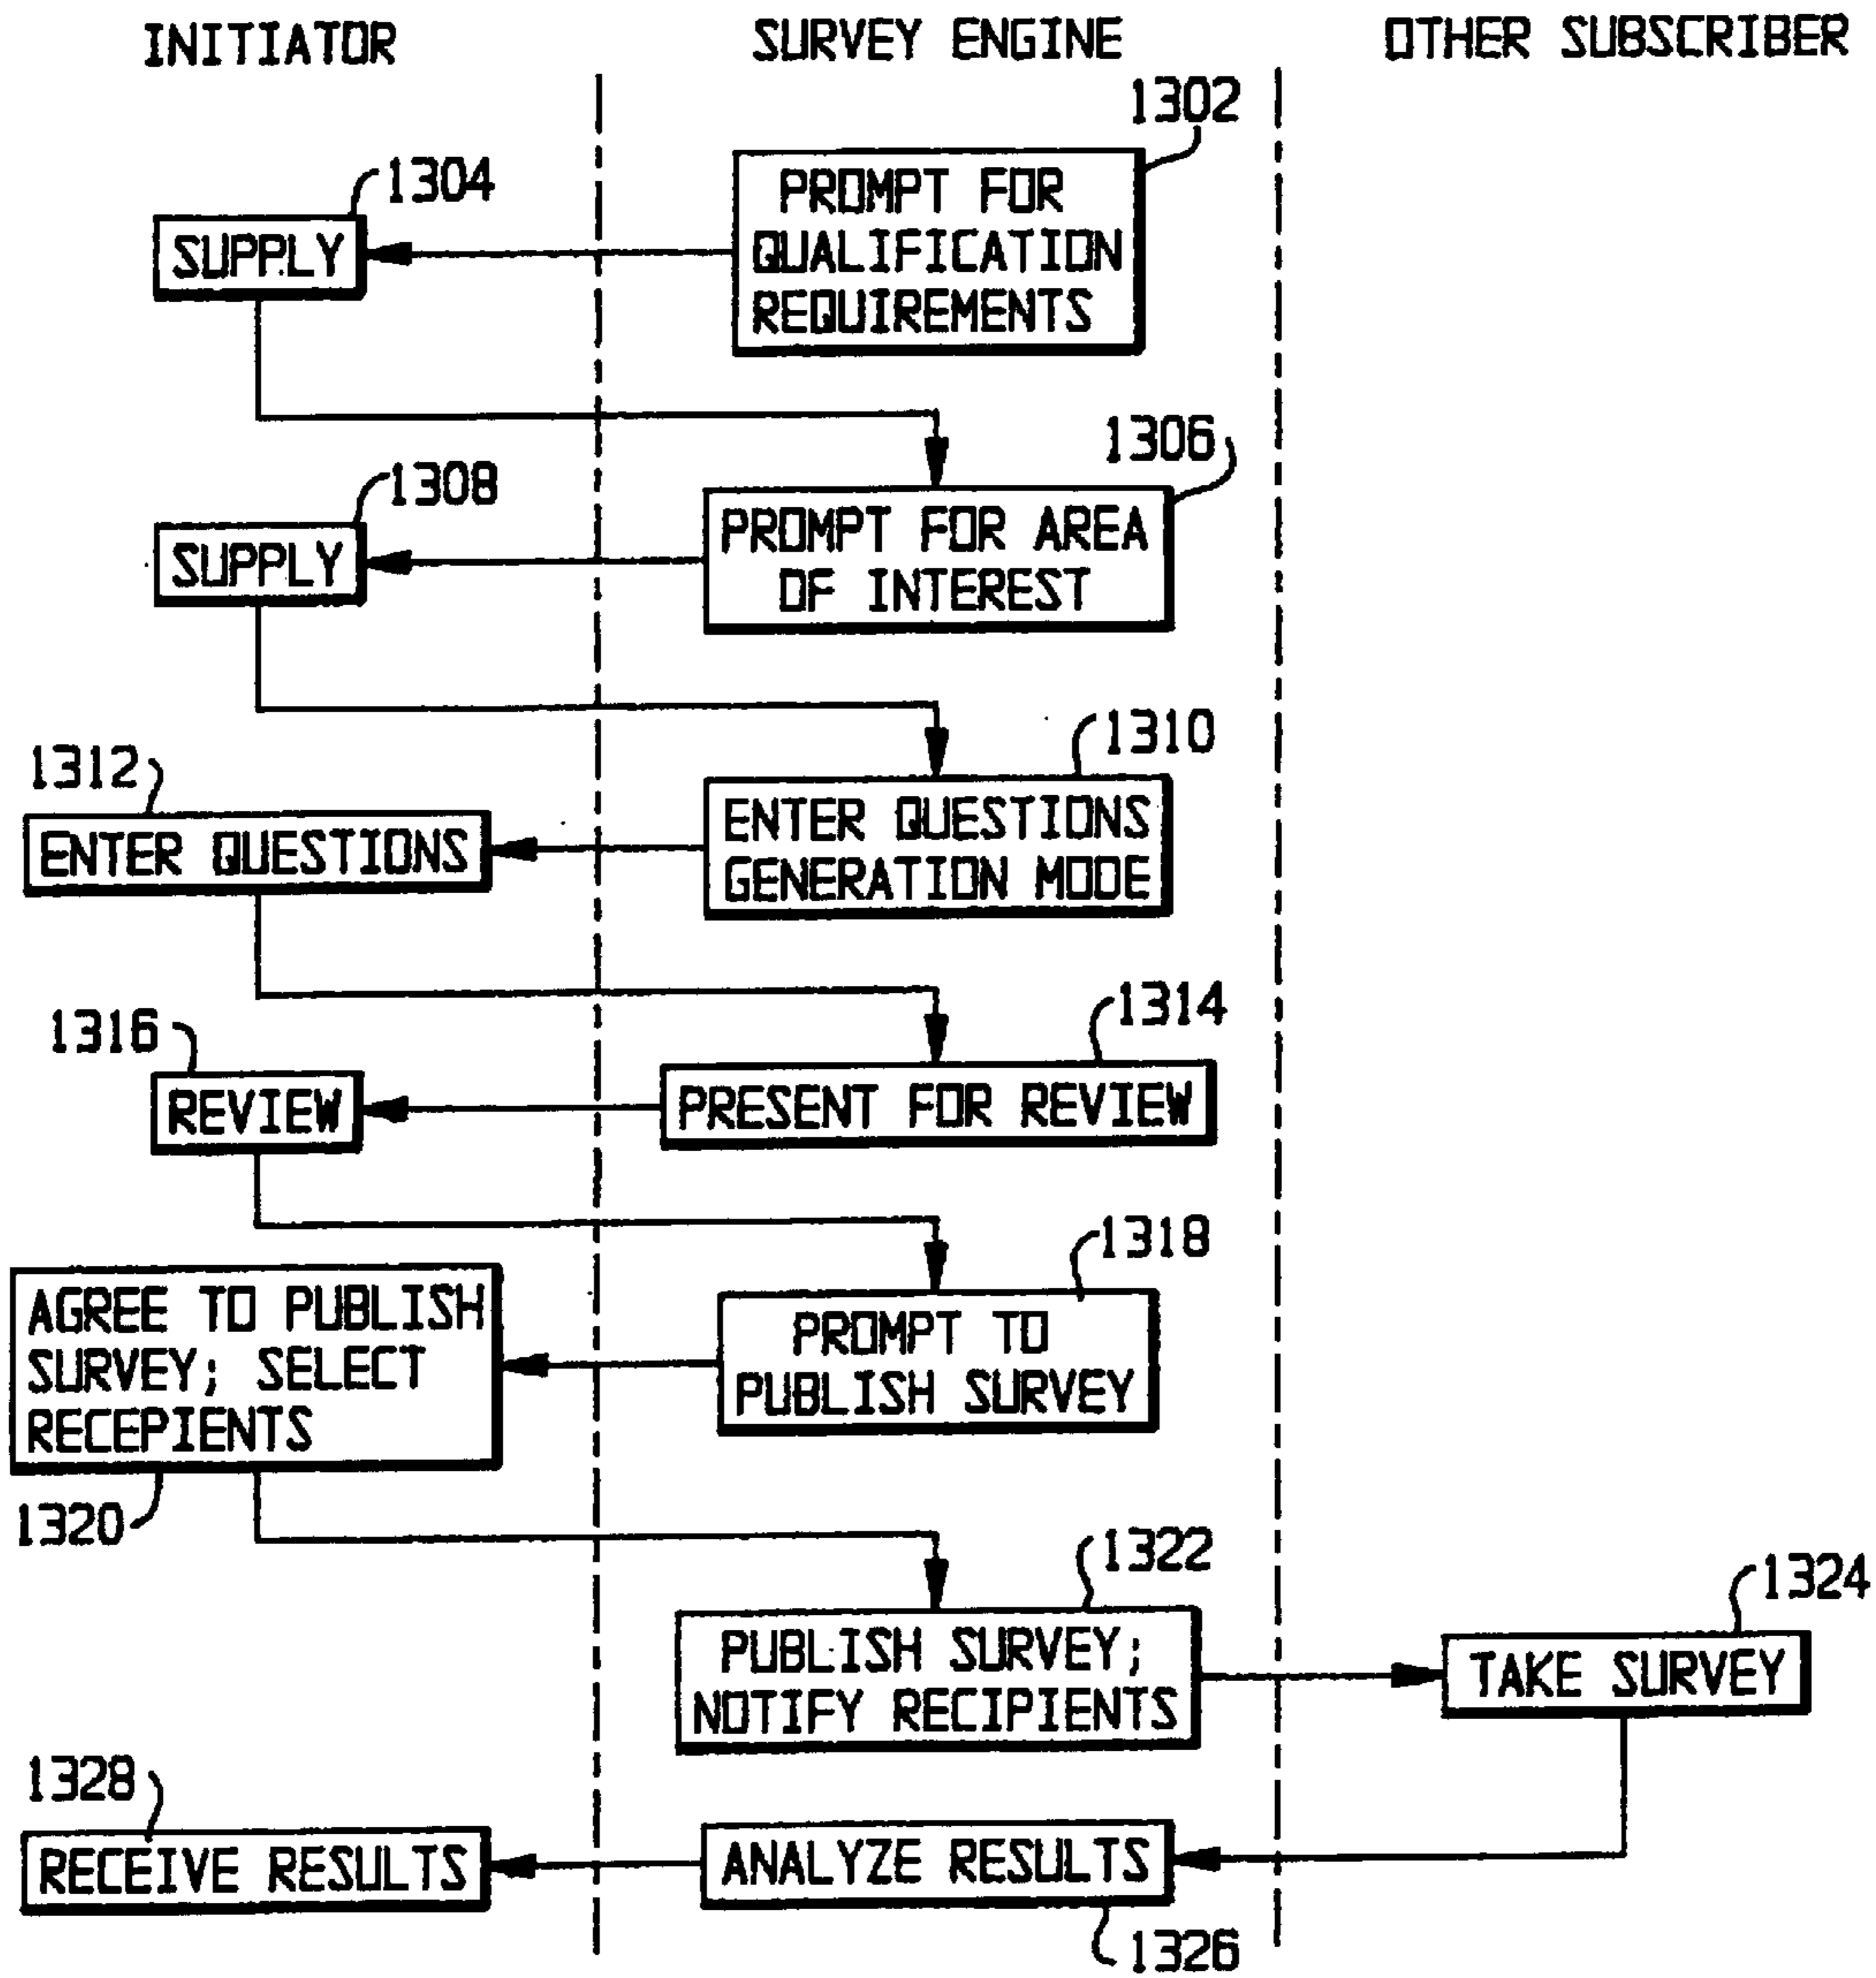 INITIATOR
SURVEY ENGINE
OTHER SUBSCRIBER
1302
PROMPT FOR
QUALIFICATION
REQUIREMENTS
1304
SUPPLY
1306
PROMPT FOR AREA
OF INTEREST
1308
SUPPLY
1310
ENTER QUESTIONS
GENERATION MODE
1312
ENTER QUESTIONS
1314
PRESENT FOR REVIEW
1316
REVIEW
1318
PROMPT TO
PUBLISH SURVEY
AGREE TO PUBLISH
SURVEY; SELECT
RECEPIENTS
1320
1322
PUBLISH SURVEY;
NOTIFY RECIPIENTS
1324
TAKE SURVEY
ANALYZE RESULTS
1326
1328
RECEIVE RESULTS